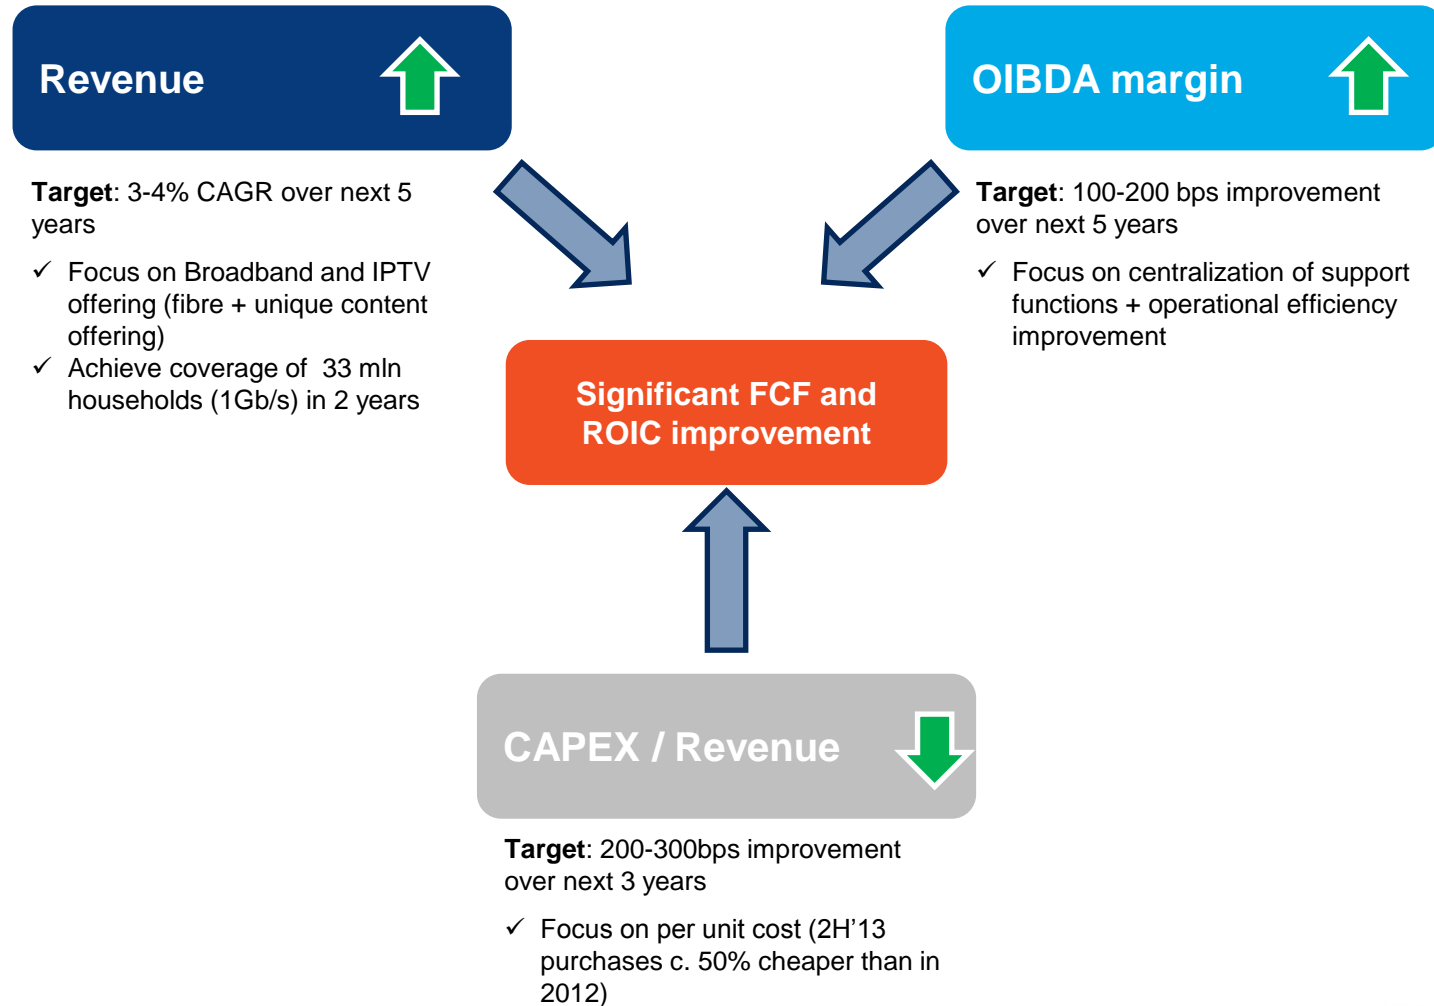 Revenue
Target: 3-4% CAGR over next 5
years
✓ Focus on Broadband and IPTV
offering (fibre + unique content
offering)
✓ Achieve coverage of 33 mln
households (1Gb/s) in 2 years
OIBDA margin
Target: 100-200 bps improvement
over next 5 years
✓ Focus on centralization of support
functions + operational efficiency
improvement
Significant FCF and
ROIC improvement
CAPEX / Revenue
Target: 200-300bps improvement
over next 3 years
✓ Focus on per unit cost (2H’13
purchases c. 50% cheaper than in
2012)